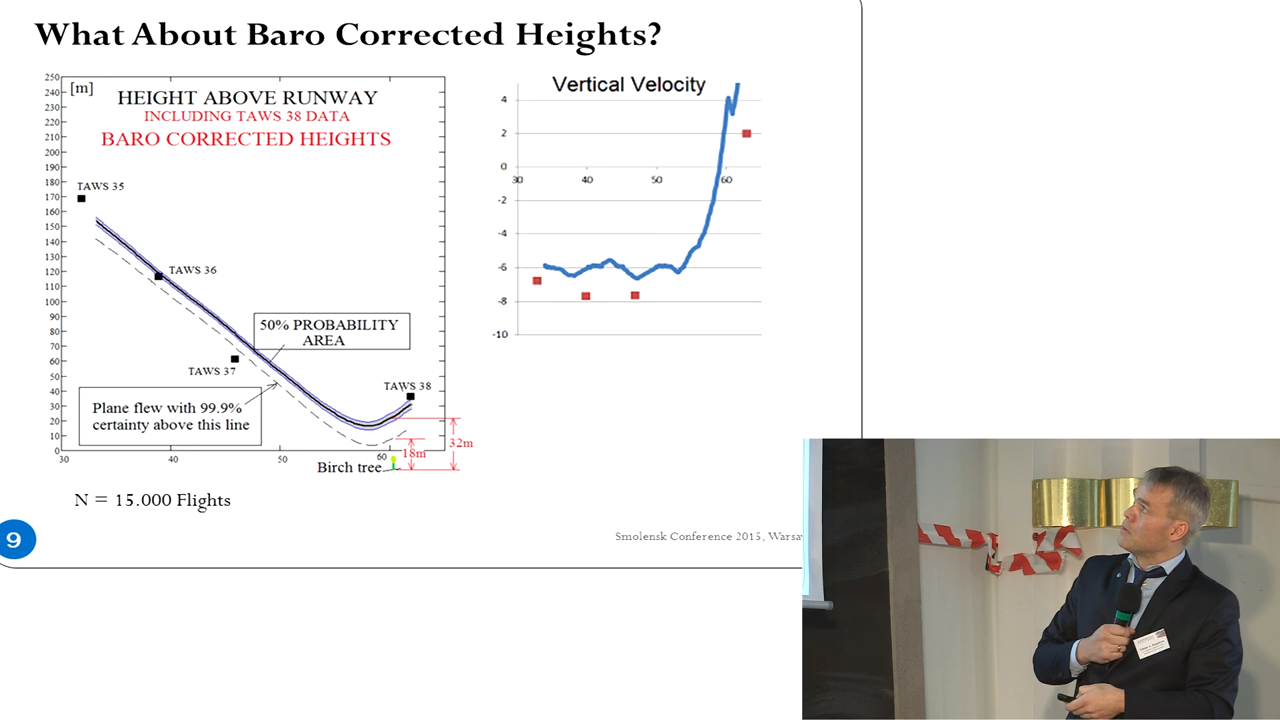 What About Baro Corrected Heights?
250
240
230
220
210
200
190
180
170
160
150
140
130
120
110
100
90
80
70
60
50
40
30
20
10
0
[m]
HEIGHT ABOVE RUNWAY
INCLUDING TAWS 38 DATA
BARO CORRECTED HEIGHTS
TAWS 35
TAWS 36
50% PROBABILITY
AREA
TAWS 37
TAWS 38
Plane flew with 99.9%
certainty above this line
32m
18m
30
40
50
60
Birch tree
Vertical Velocity
4
2
0
-2
-4
-6
-8
-10
30
40
50
60
N = 15.000 Flights
9
Smolensk Conference 2015, Warsa